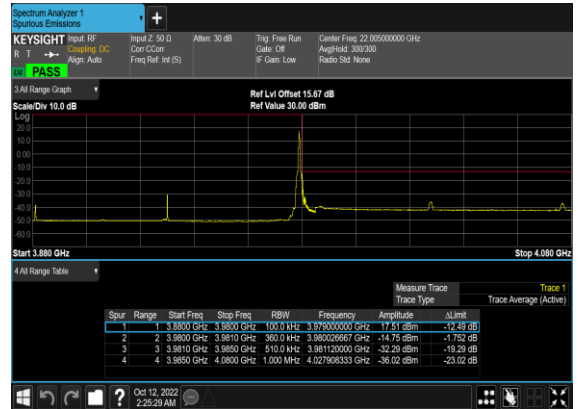 Spectrum Analyzer 1
Spurious Emissions
+
KEYSIGHT Input: RF Input Z: 50 Ω Atten: 30 dB Trig: Free Run Center Freq: 22.005000000 GHz
R T Coupling: DC Corr CCorr Gate: Off Avg|Hold: 300/300
Align: Auto Freq Ref: Int (S) IF Gain: Low Radio Std: None
LW PASS
3 All Range Graph
Ref Lvl Offset 15.67 dB
Scale/Div 10.0 dB Ref Value 30.00 dBm
Log
20.0
10.0
0.00
-10.0
-20.0
-30.0
-40.0
-50.0
-60.0
Start 3.880 GHz Stop 4.080 GHz
4 All Range Table
Measure Trace Trace 1
Trace Type Trace Average (Active)
Spur Range Start Freq Stop Freq RBW Frequency Amplitude ΔLimit
1 1 3.8800 GHz 3.9800 GHz 100.0 kHz 3.979000000 GHz 17.51 dBm -12.49 dB
2 2 3.9800 GHz 3.9810 GHz 360.0 kHz 3.980026667 GHz -14.75 dBm -1.752 dB
3 3 3.9810 GHz 3.9850 GHz 510.0 kHz 3.981120000 GHz -32.29 dBm -19.29 dB
4 4 3.9850 GHz 4.0800 GHz 1.000 MHz 4.027908333 GHz -36.02 dBm -23.02 dB
? Oct 12, 2022
2:25:29 AM